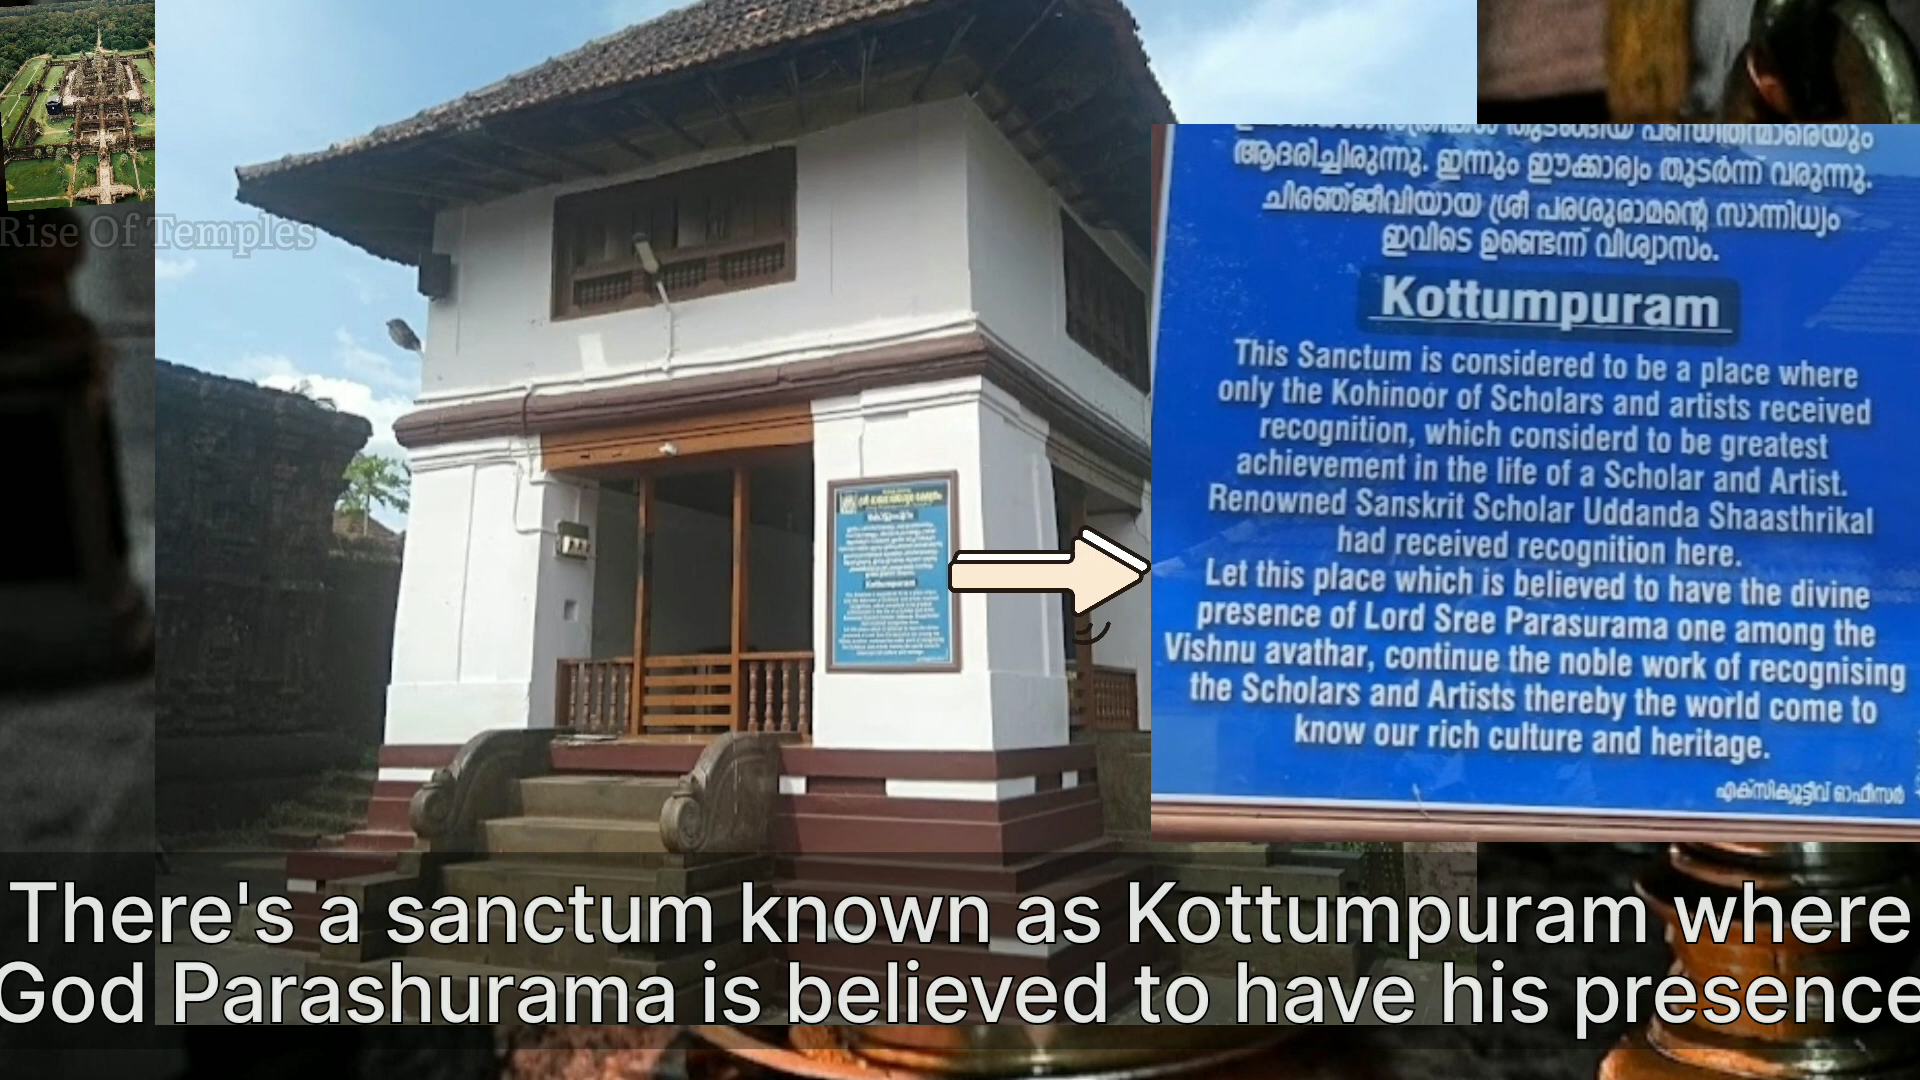 Rise Of Temples
തുടങ്ങിയ പണ്ഡിതന്മാരെയും
ആദരിച്ചിരുന്നു. ഇന്നും ഈക്കാര്യം തുടർന്ന് വരുന്നു.
ചിരഞ്ജീവിയായ ശ്രീ പരശുരാമന്റെ സാന്നിധ്യം
ഇവിടെ ഉണ്ടെന്ന് വിശ്വാസം.
Kottumpuram
This Sanctum is considered to be a place where
only the Kohinoor of Scholars and artists received
recognition, which considerd to be greatest
achievement in the life of a Scholar and Artist.
Renowned Sanskrit Scholar Uddanda Shaasthrikal
had received recognition here.
Let this place which is believed to have the divine
presence of Lord Sree Parasurama one among the
Vishnu avathar, continue the noble work of recognising
the Scholars and Artists thereby the world come to
know our rich culture and heritage.
എക്സിക്യൂട്ടീവ് ഓഫീസർ
There's a sanctum known as Kottumpuram where
God Parashurama is believed to have his presence